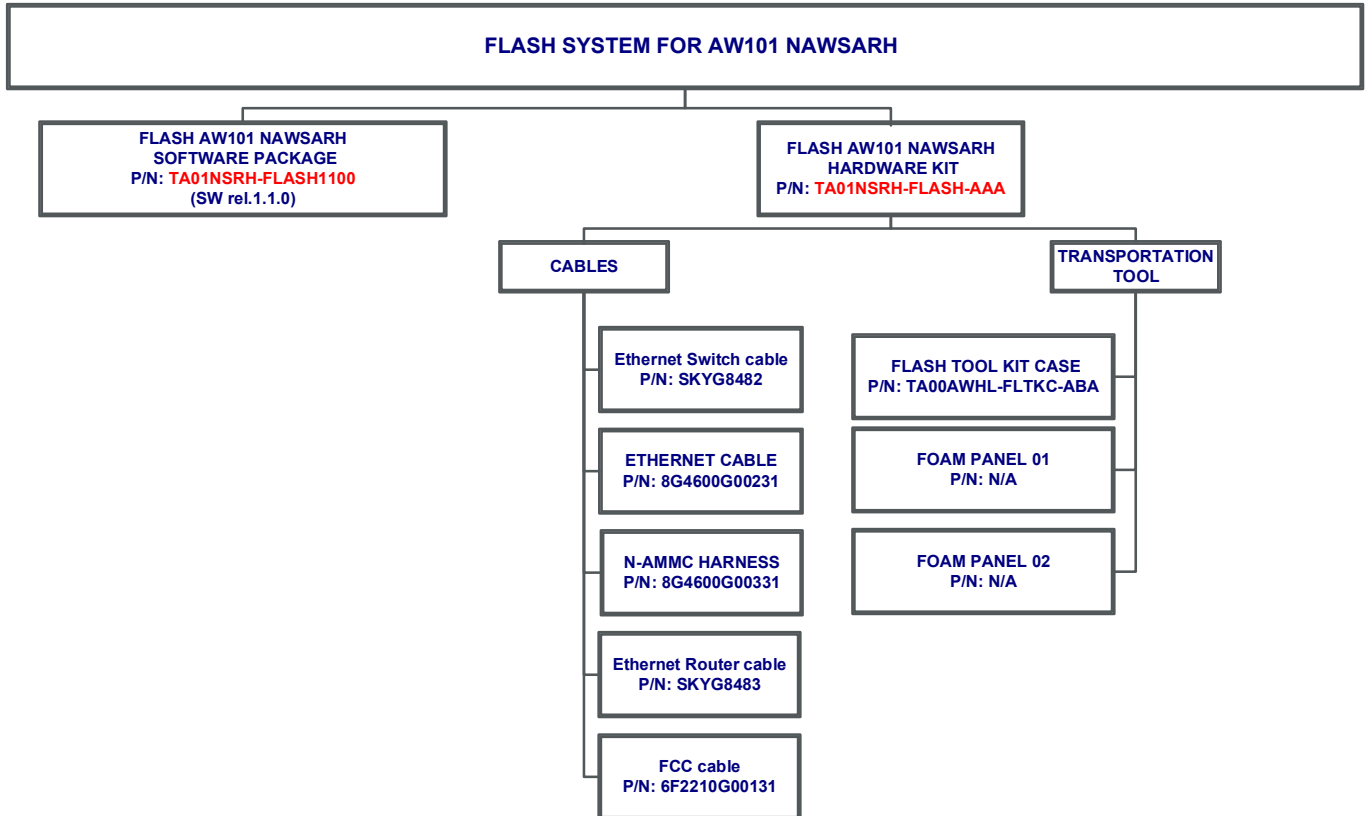 FLASH SYSTEM FOR AW101 NAWSARH
FLASH AW101 NAWSARH
SOFTWARE PACKAGE
P/N: TA01NSRH-FLASH1100
(SW rel.1.1.0)
FLASH AW101 NAWSARH
HARDWARE KIT
P/N: TA01NSRH-FLASH-AAA
CABLES
Ethernet Switch cable
P/N: SKYG8482
ETHERNET CABLE
P/N: 8G4600G00231
N-AMMC HARNESS
P/N: 8G4600G00331
Ethernet Router cable
P/N: SKYG8483
FCC cable
P/N: 6F2210G00131
TRANSPORTATION
TOOL
FLASH TOOL KIT CASE
P/N: TA00AWHL-FLTKC-ABA
FOAM PANEL 01
P/N: N/A
FOAM PANEL 02
P/N: N/A